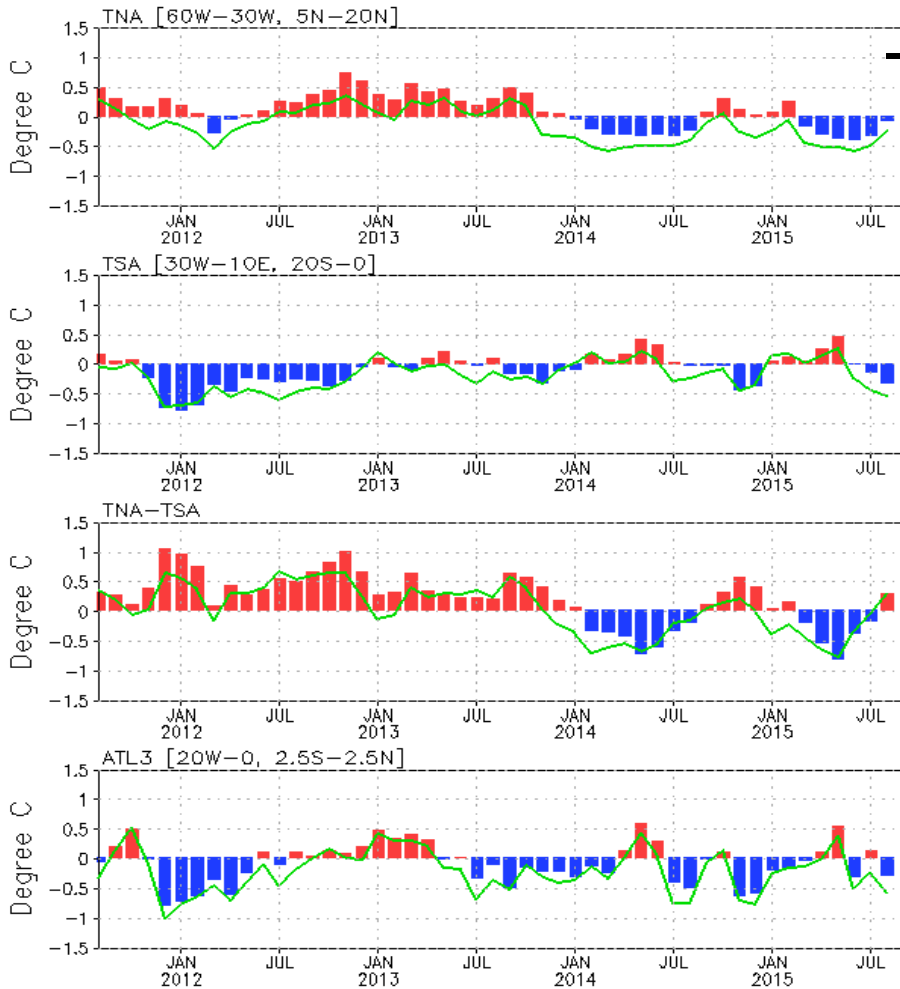 TNA [60W-30W, 5N-20N]
Degree C
1.5
1
0.5
0
-0.5
-1
-1.5
JAN JUL JAN JUL JAN JUL JAN JUL
2012 2013 2014 2015
TSA [30W-10E, 20S-0]
Degree C
1.5
1
0.5
0
-0.5
-1
-1.5
JAN JUL JAN JUL JAN JUL JAN JUL
2012 2013 2014 2015
TNA-TSA
Degree C
1.5
1
0.5
0
-0.5
-1
-1.5
JAN JUL JAN JUL JAN JUL JAN JUL
2012 2013 2014 2015
ATL3 [20W-0, 2.5S-2.5N]
Degree C
1.5
1
0.5
0
-0.5
-1
-1.5
JAN JUL JAN JUL JAN JUL JAN JUL
2012 2013 2014 2015